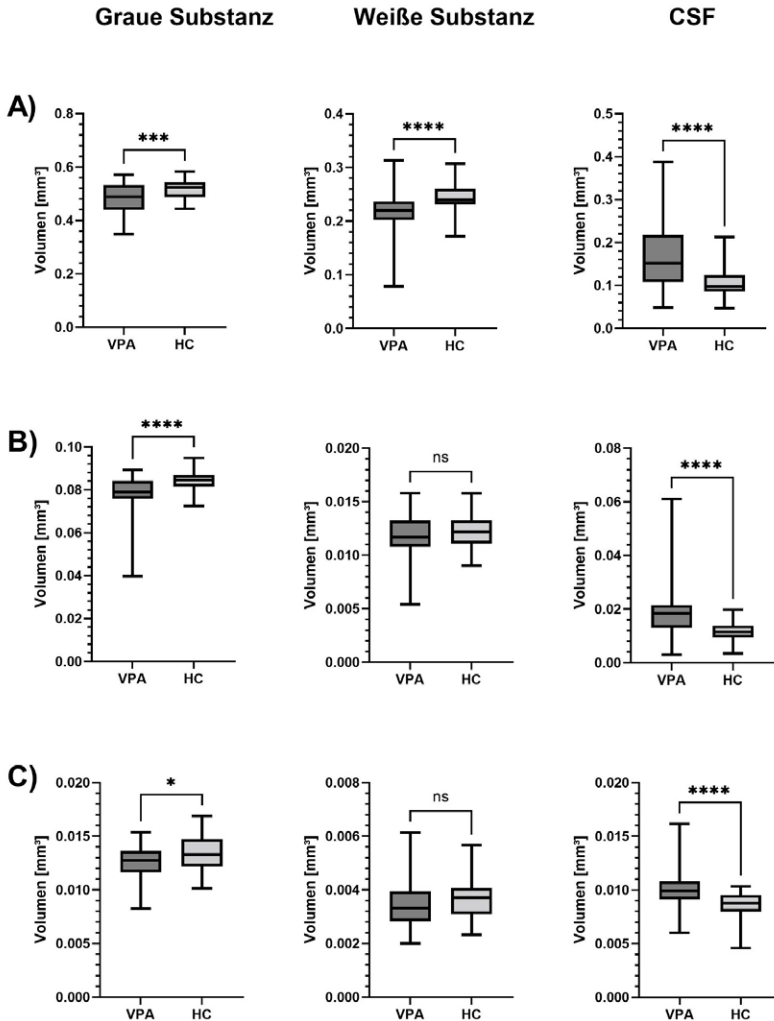 Graue Substanz Weiße Substanz CSF
A)
Volumen [mm³]
0.8
0.6
0.4
0.2
0.0
***
VPA HC
Volumen [mm³]
0.4
0.3
0.2
0.1
0.0
****
VPA HC
Volumen [mm³]
0.5
0.4
0.3
0.2
0.1
0.0
****
VPA HC
B)
Volumen [mm³]
0.10
0.08
0.06
0.04
0.02
0.00
****
VPA HC
Volumen [mm³]
0.020
0.015
0.010
0.005
0.000
ns
VPA HC
Volumen [mm³]
0.08
0.06
0.04
0.02
0.00
****
VPA HC
C)
Volumen [mm³]
0.020
0.015
0.010
0.005
0.000
*
VPA HC
Volumen [mm³]
0.008
0.006
0.004
0.002
0.000
ns
VPA HC
Volumen [mm³]
0.020
0.015
0.010
0.005
0.000
****
VPA HC